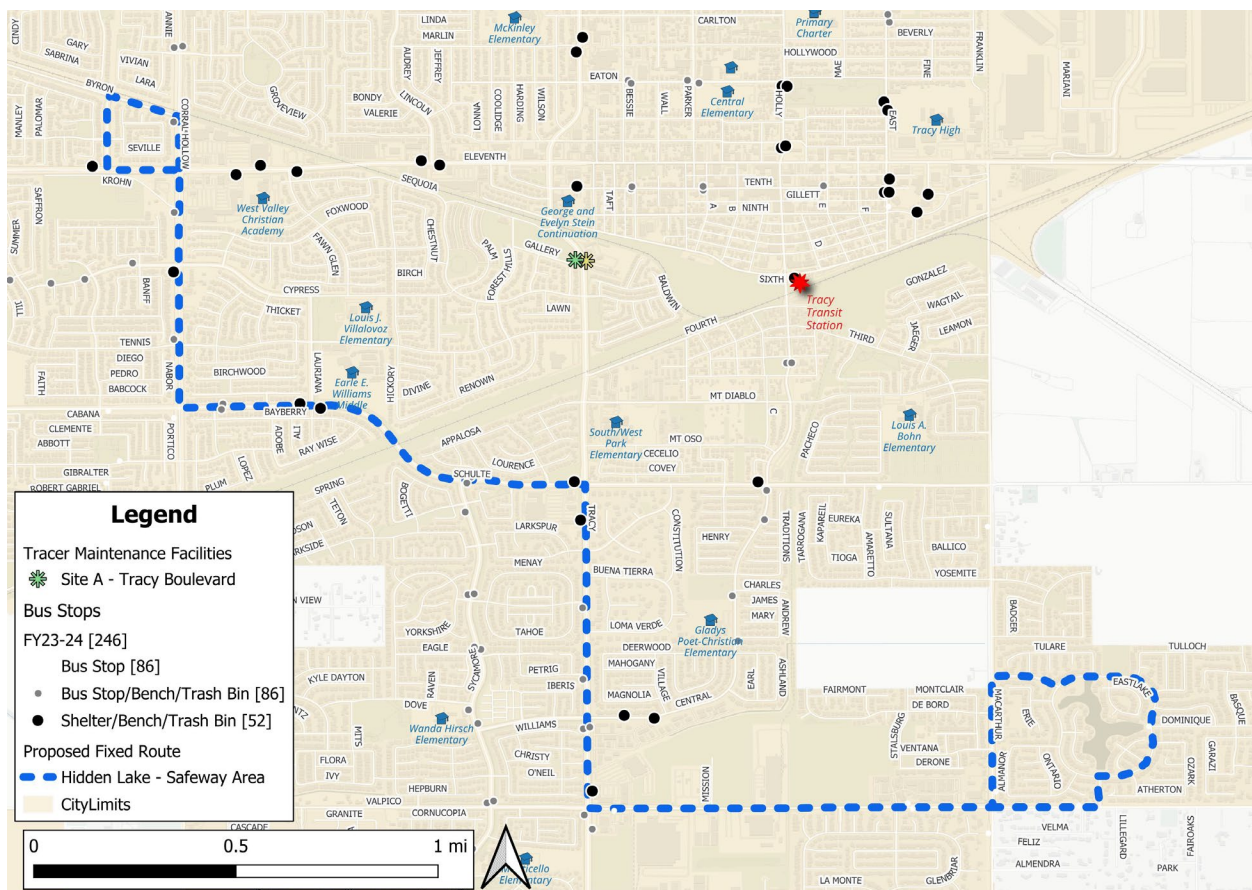 CINDY
GARY
SABRINA
VIVIAN
LARA
BYRON
ANNIE
LINDA
MARLIN
McKinley
Elementary
CARLTON
Primary
Charter
BEVERLY
HOLLYWOOD
MAE
FINE
FRANKLIN
MARIANI
AUDREY
JEFFREY
GROVEVIEW
BONDY
VALERIE
LINCOLN
LONNA
COOLIDGE
HARDING
WILSON
EATON
BESSIE
WALL
PARKER
Central
Elementary
HOLLY
EAST
Tracy High
MANLEY
PALOMAR
SEVILLE
CORRAL HOLLOW
KROHN
ELEVENTH
SEQUOIA
SAFFRON
SUMMER
West Valley
Christian
Academy
FOXWOOD
FAWN GLEN
CHESTNUT
PALM
FOREST HILLS
GALLERY
George and
Evelyn Stein
Continuation
TAFT
TENTH
GILLETT
NINTH
A
B
D
E
F
BIRCH
CYPRESS
THICKET
LAWN
BALDWIN
SIXTH
Tracy
Transit
Station
GONZALEZ
WAGTAIL
LEAMON
JAEGER
THIRD
FOURTH
JILL
BANFF
Louis J.
Villalovoz
Elementary
TENNIS
DIEGO
PEDRO
BABCOCK
FAITH
NABOR
BIRCHWOOD
LAURIANA
Earle E.
Williams
Middle
HICKORY
DIVINE
RENOWN
MT DIABLO
C
CABANA
CLEMENTE
ABBOTT
PORTICO
BAYBERRY
ADOBE
ALI
RAY WISE
APPALOSA
South/West
Park
Elementary
MT OSO
CECELIO
COVEY
PACHECO
Louis A.
Bohn
Elementary
GIBRALTER
ROBERT GABRIEL
PLUM
LOPEZ
SPRING
TETON
BOGETTI
SCHULTE
LOURENCE
TRACY
LARKSPUR
MENAY
BUENA TIERRA
CONSTITUTION
HENRY
TRADITIONS
TARROGANA
KAPAREIL
EUREKA
TIOGA
AMARETTO
SULTANA
BALLICO
YOSEMITE
Legend
Tracer Maintenance Facilities
Site A - Tracy Boulevard
Bus Stops
FY23-24 [246]
Bus Stop [86]
Bus Stop/Bench/Trash Bin [86]
Shelter/Bench/Trash Bin [52]
Proposed Fixed Route
Hidden Lake - Safeway Area
CityLimits
YORKSHIRE
EAGLE
TAHOE
PETRIG
IBERIS
LOMA VERDE
DEERWOOD
MAHOGANY
MAGNOLIA
VILLAGE
CENTRAL
CHARLES
JAMES
MARY
ANDREW
Gladys
Poet-Christian
Elementary
EARL
ASHLAND
BADGER
TULARE
TULLOCH
KYLE DAYTON
RAVEN
DOVE
SYCAMORE
Wanda Hirsch
Elementary
WILLIAMS
CHRISTY
O'NEIL
FAIRMONT
MONTCLAIR
DE BORD
STALSBURG
VENTANA
DERONE
MACARTHUR
ALMANOR
ERIE
ONTARIO
EASTLAKE
DOMINIQUE
BASQUE
GARAZI
OZARK
ATHERTON
FLORA
IVY
HEPBURN
VALPICO
GRANITE
CORNUCOPIA
CASCADE
MISSION
VELMA
FELIZ
ALMENDRA
LILLEGARD
FAIROAKS
PARK
LA MONTE
GLENBRIAR
Elementary
0
0.5
1 mi